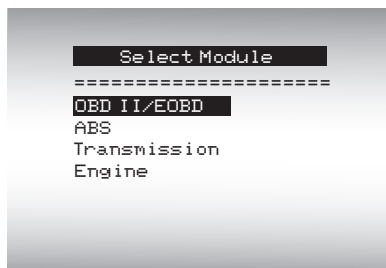 Select Module
======================
OBD II/EOBD
ABS
Transmission
Engine